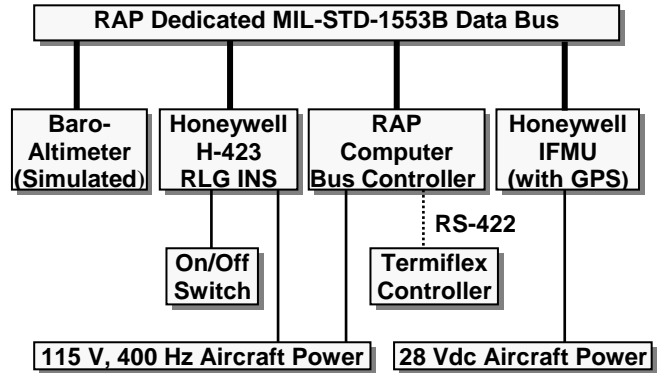 RAP Dedicated MIL-STD-1553B Data Bus
Baro-
Altimeter
(Simulated)
Honeywell
H-423
RLG INS
RAP
Computer
Bus Controller
Honeywell
IFMU
(with GPS)
RS-422
On/Off
Switch
Termiflex
Controller
115 V, 400 Hz Aircraft Power
28 Vdc Aircraft Power